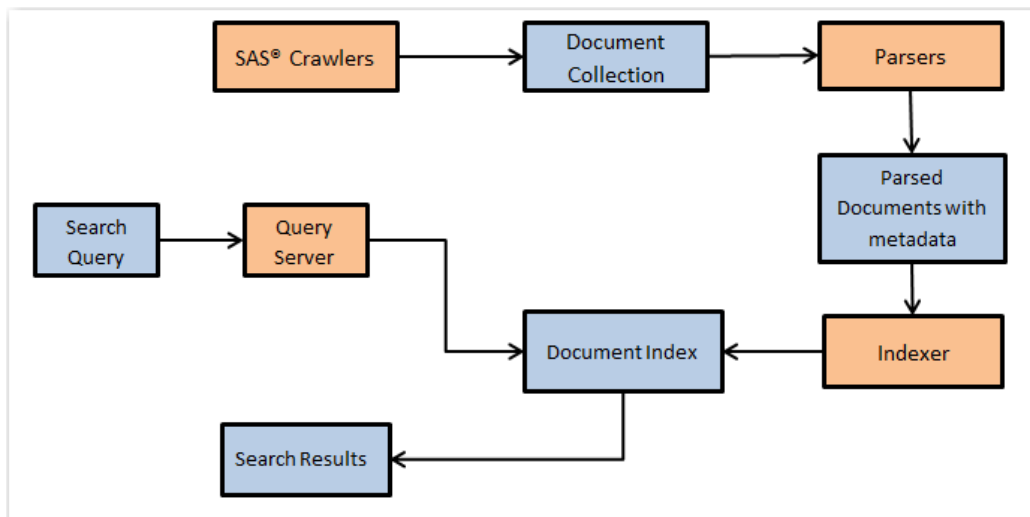 SAS® Crawlers
Document
Collection
Parsers
Parsed
Documents with
metadata
Search
Query
Query
Server
Document Index
Indexer
Search Results